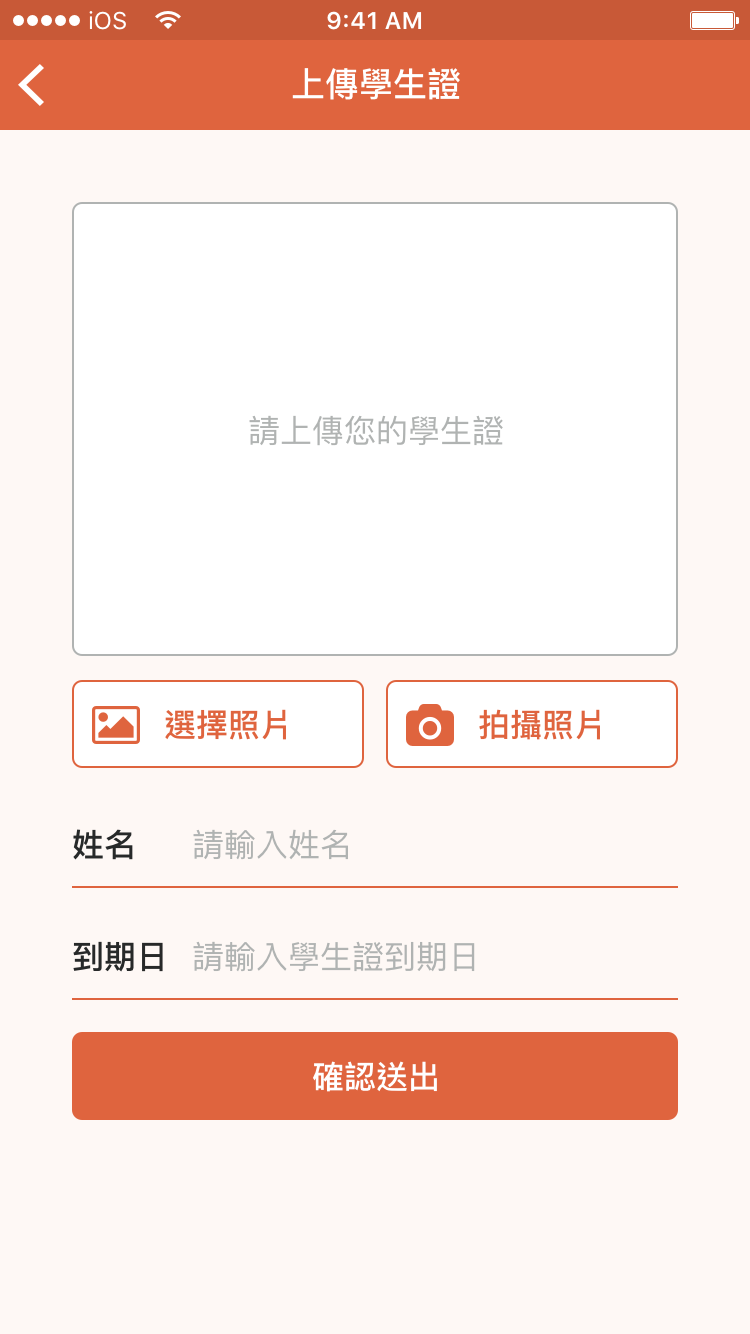 iOS 9:41 AM
上傳學生證
請上傳您的學生證
選擇照片 拍攝照片
姓名 請輸入姓名
到期日 請輸入學生證到期日
確認送出